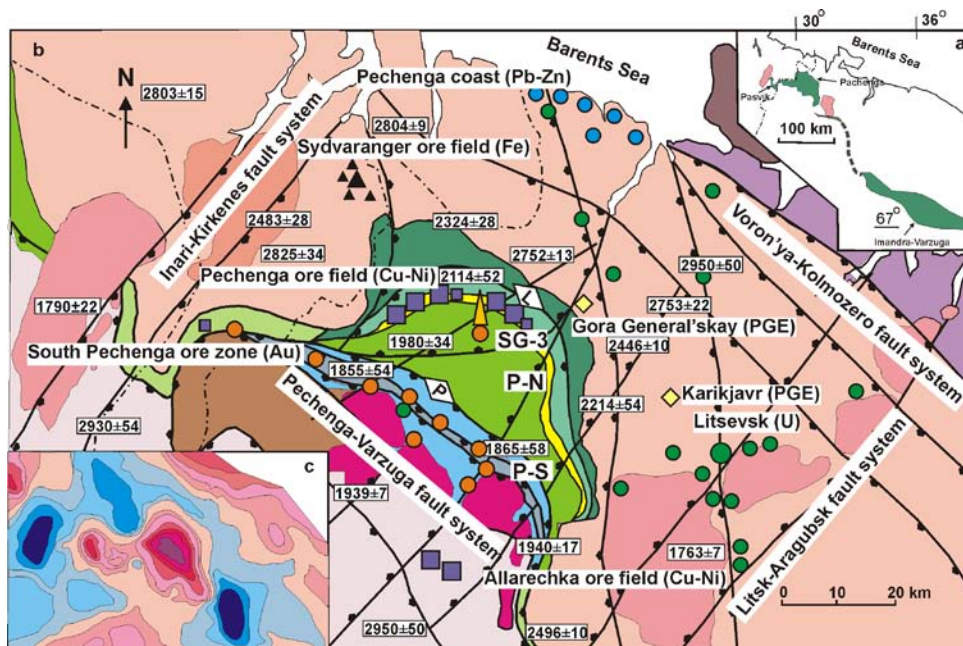 30°
36°
b
a
Barents Sea
Barents Sea
N
2803±15
Pechenga coast (Pb-Zn)
Pachenga
Pasvik
100 km
2804±9
Sydvaranger ore field (Fe)
Inari-Kirkenes fault system
2483±28
2324±28
67°
Imandra-Varzuga
2825±34
2752±13
2950±50
Voron'ya-Kolmozero fault system
Pechenga ore field (Cu-Ni)
2114±52
L
1790±22
2753±22
Gora General'skay (PGE)
SG-3
1980±34
2446±10
South Pechenga ore zone (Au)
1855±54
P-N
P
Karikjavr (PGE)
2214±54
Litsevsk (U)
2930±54
Pechenga-Varzuga fault system
1865±58
P-S
c
1939±7
1940±17
1763±7
Litsk-Aragubsk fault system
Allarechka ore field (Cu-Ni)
0 10 20 km
2950±50
2496±10